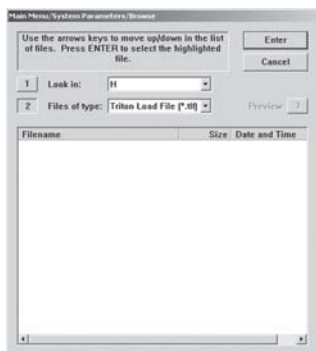 Main Menu/System Parameters/Browse
Use the arrows keys to move up/down in the list
of files. Press ENTER to select the highlighted
file.
Enter
Cancel
1 Look in: H
2 Files of type: Triton Load File (*.tlf)
Preview 3
Filename Size Date and Time